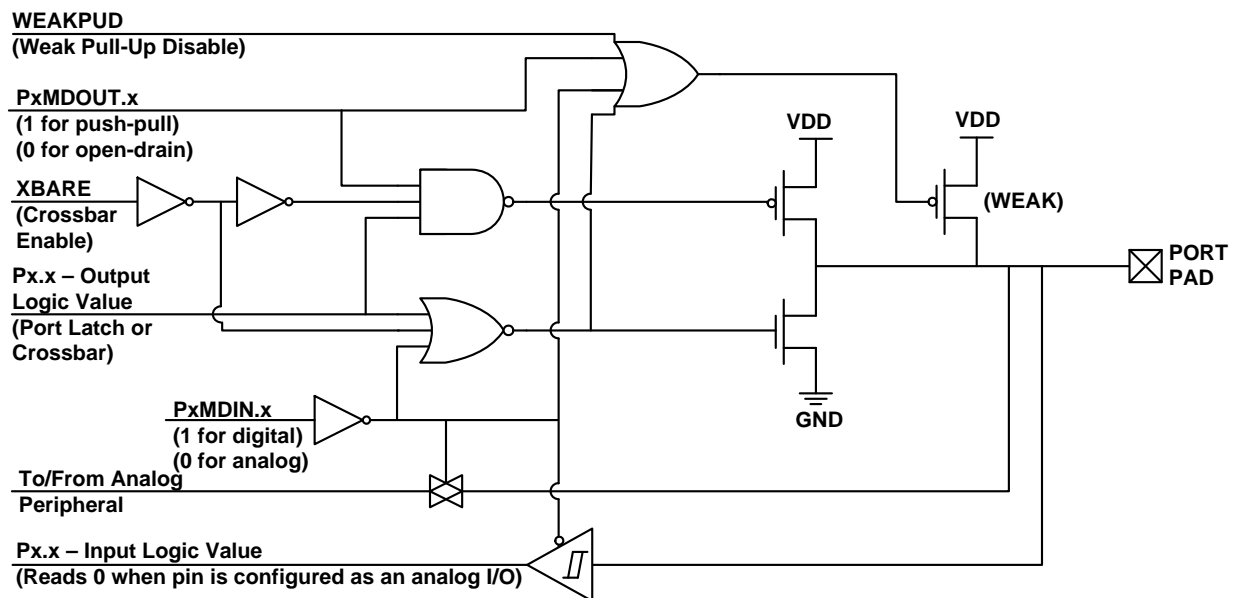 WEAKPUD
(Weak Pull-Up Disable)
PxMDOUT.x
(1 for push-pull)
(0 for open-drain)
XBARE
(Crossbar
Enable)
Px.x – Output
Logic Value
(Port Latch or
Crossbar)
PxMDIN.x
(1 for digital)
(0 for analog)
To/From Analog
Peripheral
Px.x – Input Logic Value
(Reads 0 when pin is configured as an analog I/O)
VDD
VDD
(WEAK)
PORT
PAD
GND